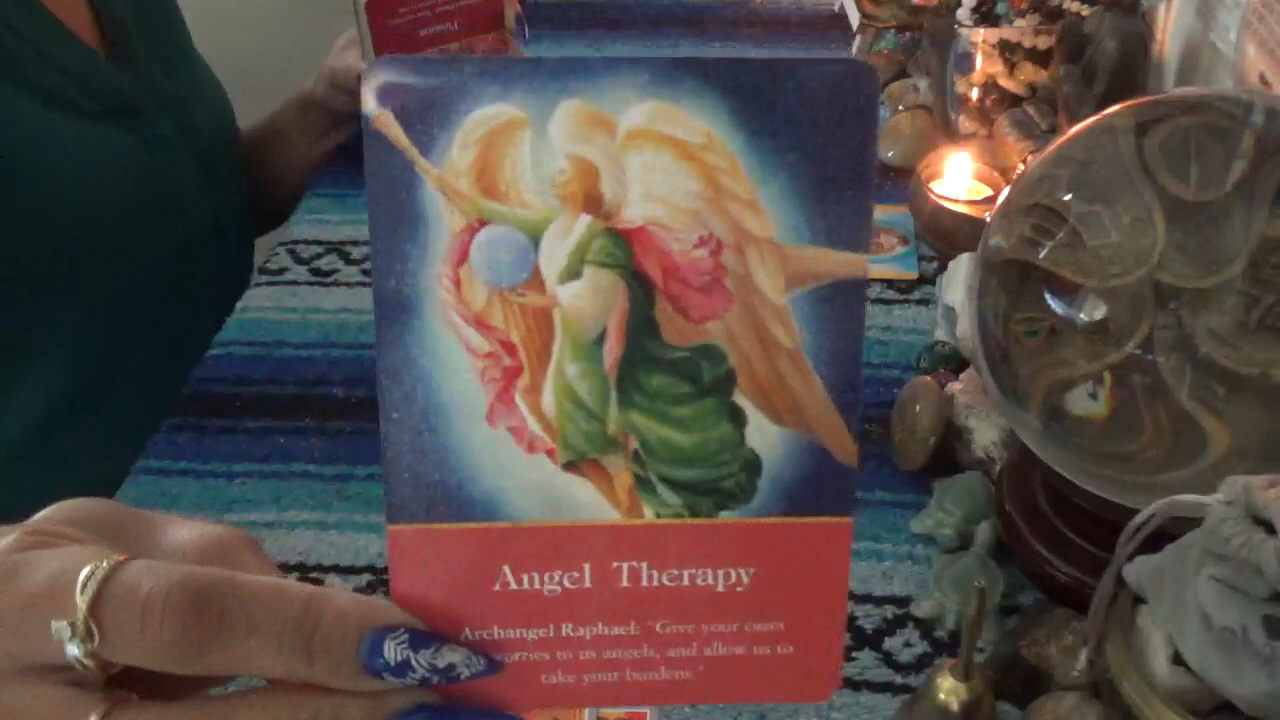 Angel Therapy
Archangel Raphael: "Give your cares
worries to us angels, and allow us to
take your burdens."